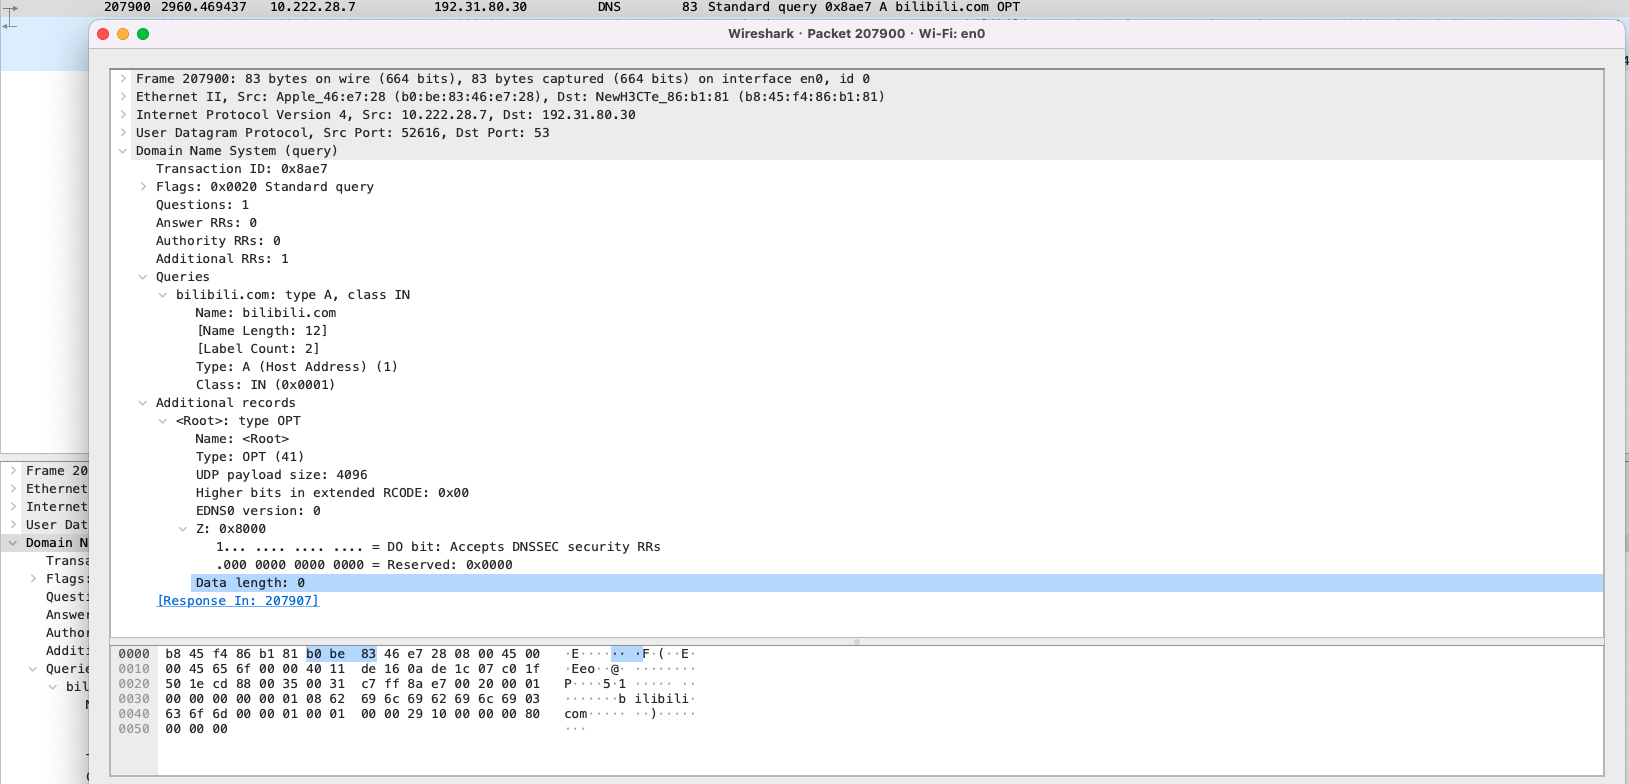 207900 2960.469437 10.222.28.7 192.31.80.30 DNS 83 Standard query 0x8ae7 A bilibili.com OPT
Wireshark · Packet 207900 · Wi-Fi: en0
Frame 207900: 83 bytes on wire (664 bits), 83 bytes captured (664 bits) on interface en0, id 0
Ethernet II, Src: Apple_46:e7:28 (b0:be:83:46:e7:28), Dst: NewH3CTe_86:b1:81 (b8:45:f4:86:b1:81)
Internet Protocol Version 4, Src: 10.222.28.7, Dst: 192.31.80.30
User Datagram Protocol, Src Port: 52616, Dst Port: 53
Domain Name System (query)
Transaction ID: 0x8ae7
Flags: 0x0020 Standard query
Questions: 1
Answer RRs: 0
Authority RRs: 0
Additional RRs: 1
Queries
bilibili.com: type A, class IN
Name: bilibili.com
[Name Length: 12]
[Label Count: 2]
Type: A (Host Address) (1)
Class: IN (0x0001)
Additional records
<Root>: type OPT
Name: <Root>
Type: OPT (41)
UDP payload size: 4096
Higher bits in extended RCODE: 0x00
EDNS0 version: 0
Z: 0x8000
1... .... .... .... = DO bit: Accepts DNSSEC security RRs
.000 0000 0000 0000 = Reserved: 0x0000
Data length: 0
[Response In: 207907]
Frame 20
Ethernet
Internet
User Dat
Domain N
Transa
Flags:
Questi
Answer
Author
Additi
Querie
bil
0000 b8 45 f4 86 b1 81 b0 be 83 46 e7 28 08 00 45 00 ·E······ ·F·(··E·
0010 00 45 65 6f 00 00 40 11 de 16 0a de 1c 07 c0 1f ·Eeo··@· ········
0020 50 1e cd 88 00 35 00 31 c7 ff 8a e7 00 20 00 01 P····5·1 ····· ··
0030 00 00 00 00 00 01 08 62 69 6c 69 62 69 6c 69 03 ·······b ilibili·
0040 63 6f 6d 00 00 01 00 01 00 00 29 10 00 00 00 80 com····· ··)·····
0050 00 00 00 ···